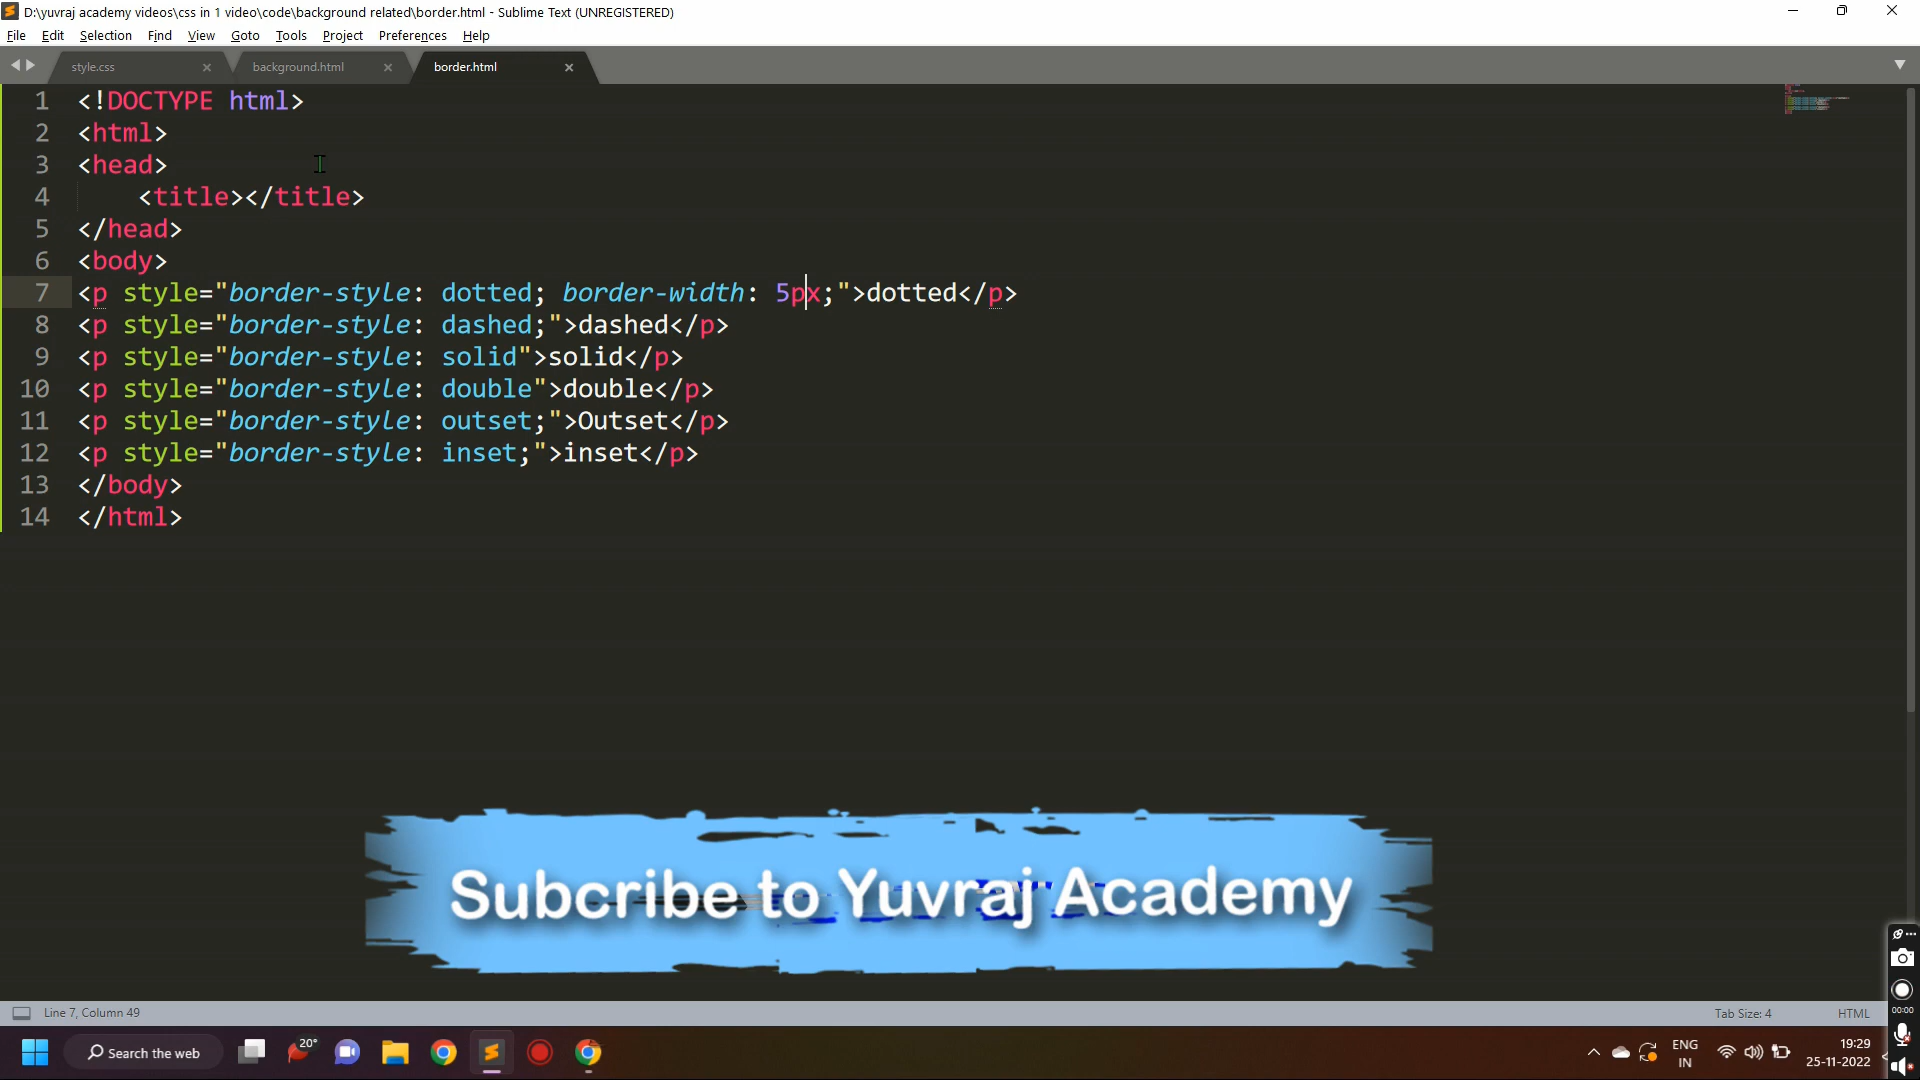 D:\yuvraj academy videos\css in 1 video\code\background related\border.html - Sublime Text (UNREGISTERED)
File Edit Selection Find View Goto Tools Project Preferences Help
style.css background.html border.html
1 <!DOCTYPE html>
2 <html>
3 <head>
4 <title></title>
5 </head>
6 <body>
7 <p style="border-style: dotted; border-width: 5px;">dotted</p>
8 <p style="border-style: dashed;">dashed</p>
9 <p style="border-style: solid">solid</p>
10 <p style="border-style: double">double</p>
11 <p style="border-style: outset;">Outset</p>
12 <p style="border-style: inset;">inset</p>
13 </body>
14 </html>
Subcribe to Yuvraj Academy
00:00
Line 7, Column 49 Tab Size: 4 HTML
Search the web 20° ENG IN 19:29
25-11-2022